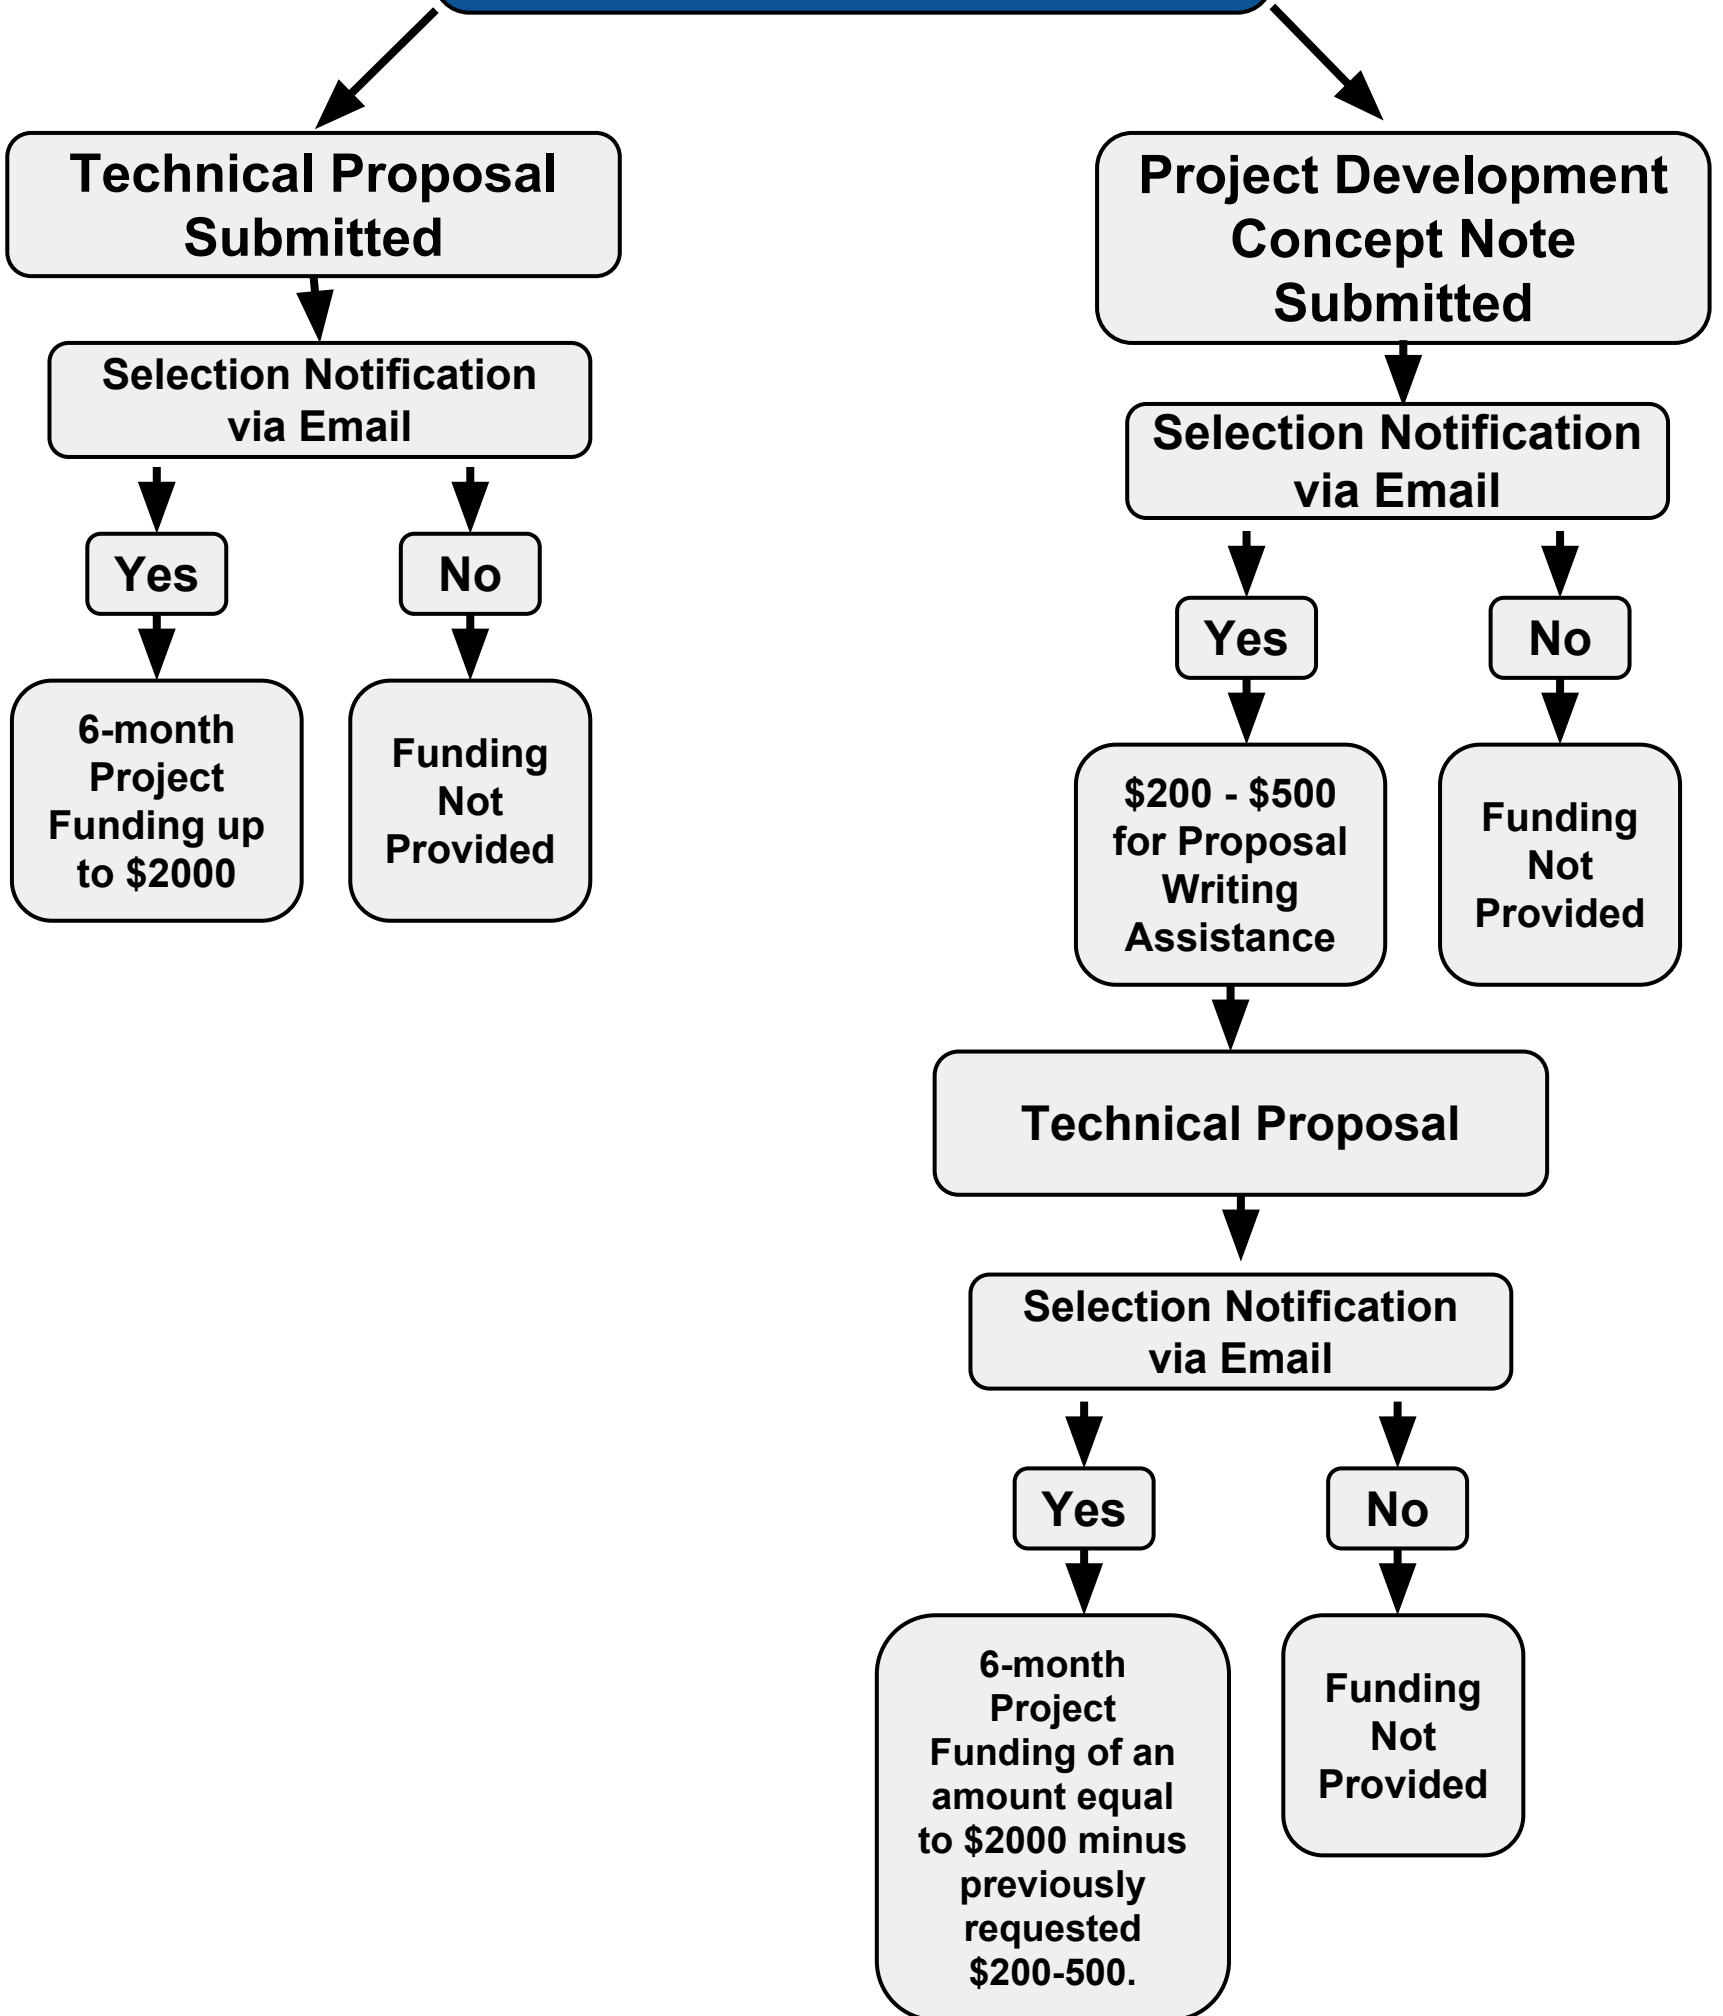 Technical Proposal
Submitted
Selection Notification
via Email
Yes
No
6-month
Project
Funding up
to $2000
Funding
Not
Provided
Project Development
Concept Note
Submitted
Selection Notification
via Email
Yes
No
$200 - $500
for Proposal
Writing
Assistance
Funding
Not
Provided
Technical Proposal
Selection Notification
via Email
Yes
No
6-month
Project
Funding of an
amount equal
to $2000 minus
previously
requested
$200-500.
Funding
Not
Provided